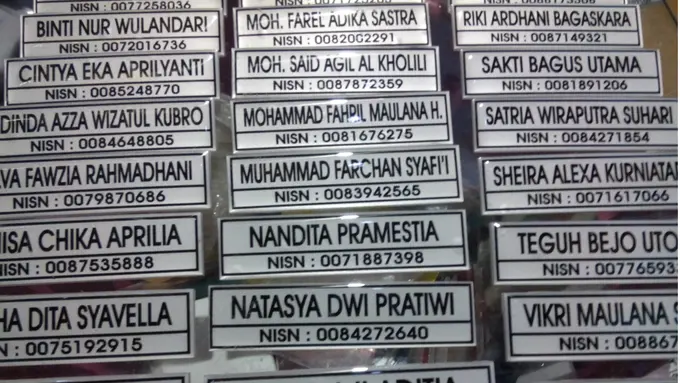 NISN : 0077258036
BINTI NUR WULANDARI
NISN : 0072016736
CINTYA EKA APRILYANTI
NISN : 0085248770
DINDA AZZA WIZATUL KUBRO
NISN : 0084648805
VA FAWZIA RAHMADHANI
NISN : 0079870686
ISA CHIKA APRILIA
NISN : 0087535888
HA DITA SYAVELLA
NISN : 0075192915
MOH. FAREL ADIKA SASTRA
NISN : 0082002291
MOH. SAID AGIL AL KHOLILI
NISN : 0087872359
MOHAMMAD FAHPIL MAULANA H.
NISN : 0081676275
MUHAMMAD FARCHAN SYAFI'I
NISN : 0083942565
NANDITA PRAMESTIA
NISN : 0071887398
NATASYA DWI PRATIWI
NISN : 0084272640
RIKI ARDHANI BAGASKARA
NISN : 0087149321
SAKTI BAGUS UTAMA
NISN : 0081891206
SATRIA WIRAPUTRA SUHARI
NISN : 0084271854
SHEIRA ALEXA KURNIATA
NISN : 0071617066
TEGUH BEJO UTO
NISN : 00776593
VIKRI MAULANA S
NISN : 00886